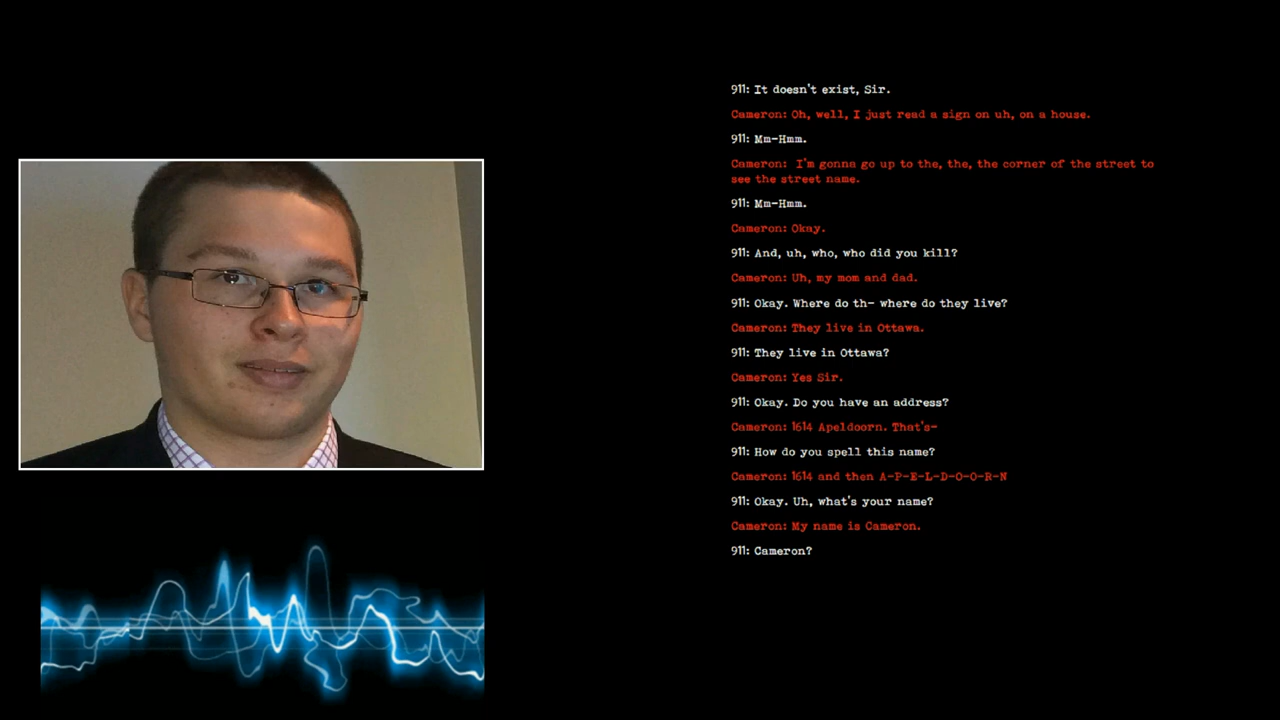 911: It doesn't exist, Sir.
Cameron: Oh, well, I just read a sign on uh, on a house.
911: Mm-Hmm.
Cameron: I'm gonna go up to the, the, the corner of the street to
see the street name.
911: Mm-Hmm.
Cameron: Okay.
911: And, uh, who, who did you kill?
Cameron: Uh, my mom and dad.
911: Okay. Where do th- where do they live?
Cameron: They live in Ottawa.
911: They live in Ottawa?
Cameron: Yes Sir.
911: Okay. Do you have an address?
Cameron: 1614 Apeldoorn. That's-
911: How do you spell this name?
Cameron: 1614 and then A-P-E-L-D-O-O-R-N
911: Okay. Uh, what's your name?
Cameron: My name is Cameron.
911: Cameron?